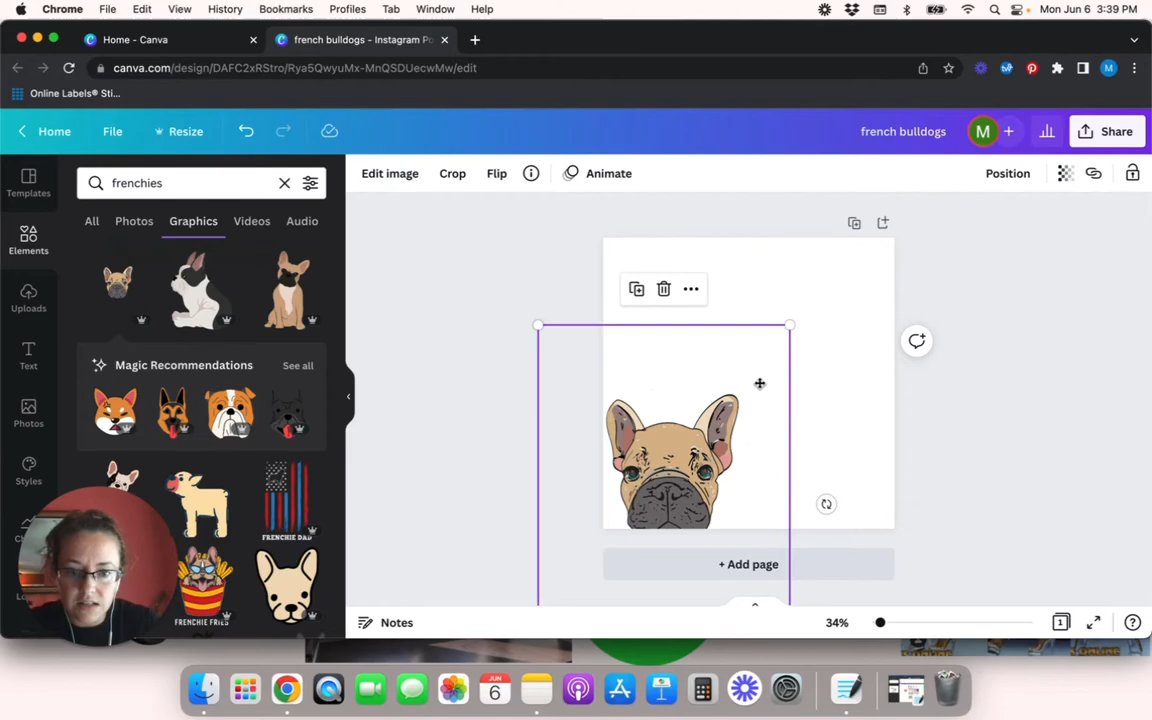 Chrome File Edit View History Bookmarks Profiles Tab Window Help Mon Jun 6 3:39 PM
Home - Canva french bulldogs - Instagram Po
canva.com/design/DAFC2xRStro/Rya5QwyuMx-MnQSDUecwMw/edit
Online Labels® Sti...
Home File Resize french bulldogs M Share
Templates
frenchies
Edit image Crop Flip Animate Position
All Photos Graphics Videos Audio
Elements
Uploads
Magic Recommendations See all
Text
Photos
Styles
FRENCHIE DAD
+ Add page
FRENCHIE FRIES
Notes 34% 1
JUN
6